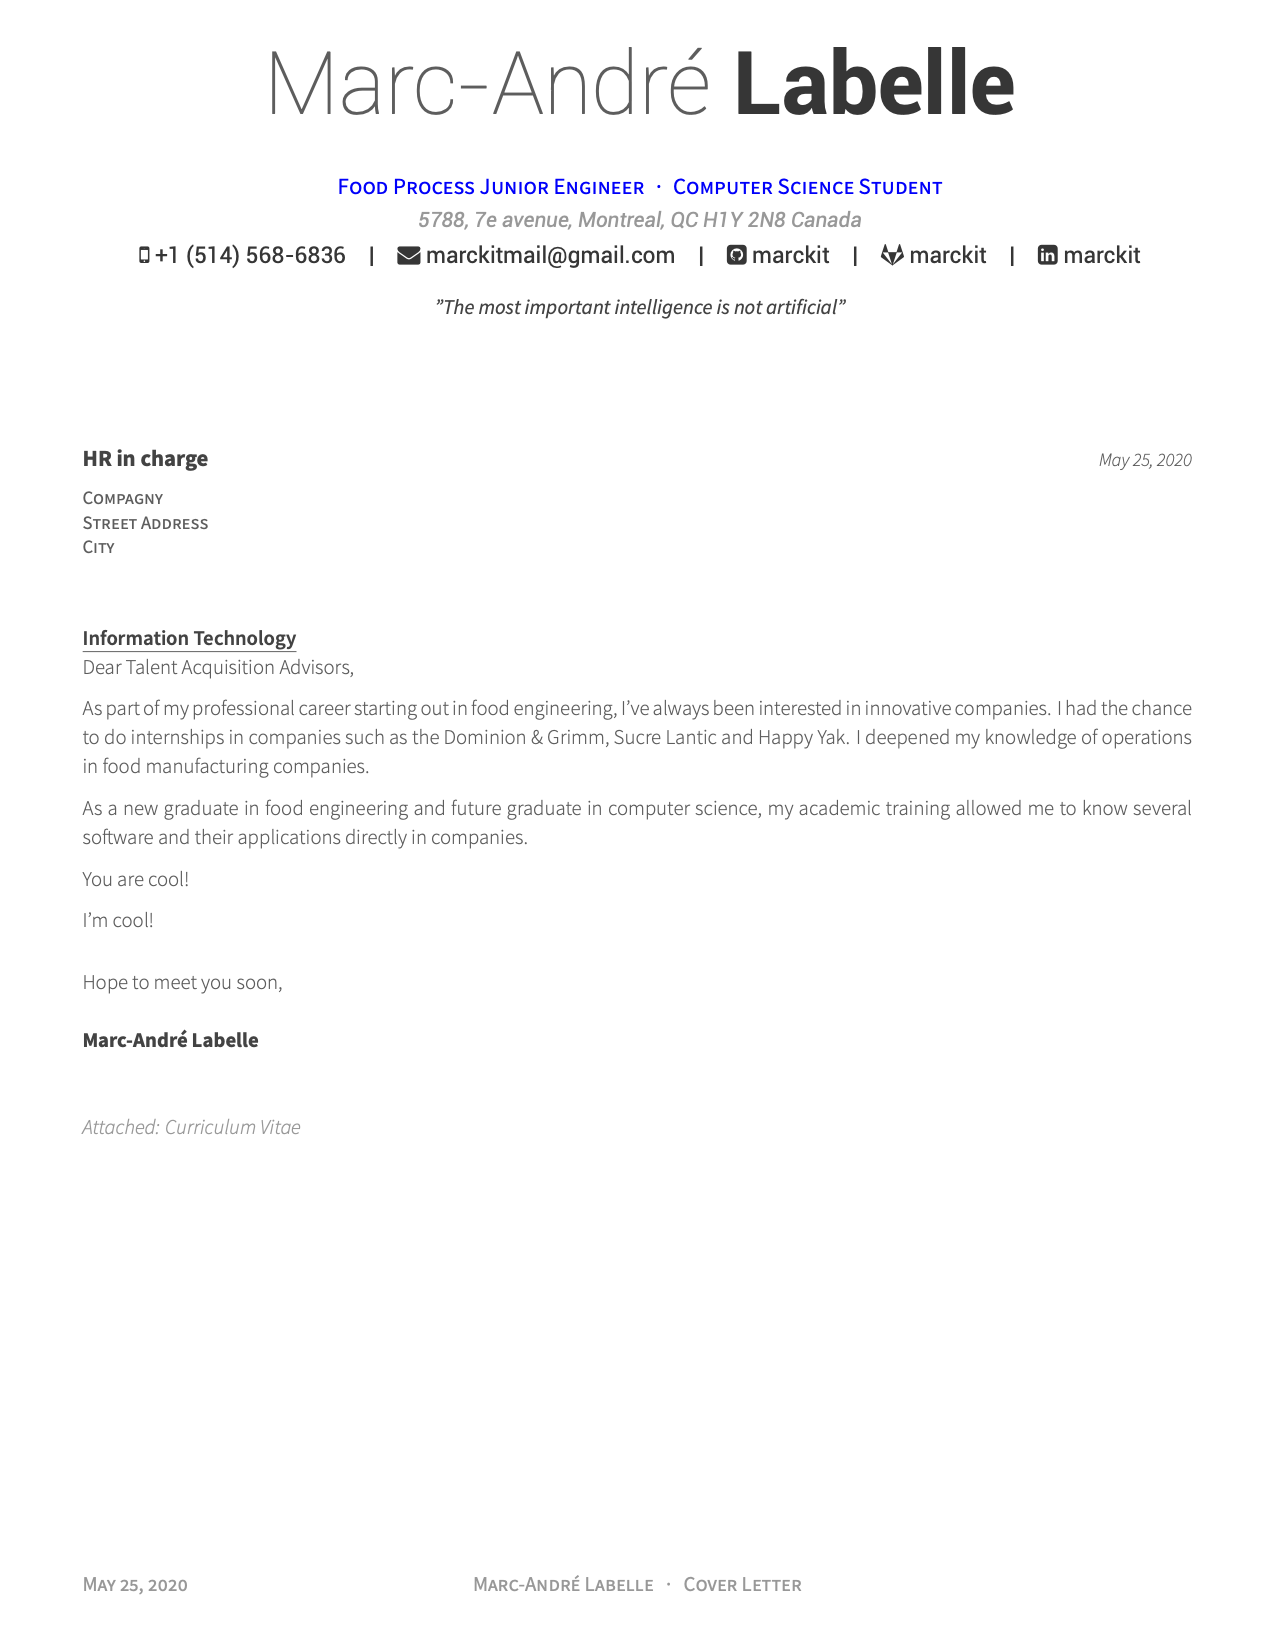 Marc-André Labelle
Food Process Junior Engineer · Computer Science Student
5788, 7e avenue, Montreal, QC H1Y 2N8 Canada
+1 (514) 568-6836 | marckitmail@gmail.com | marckit | marckit | marckit
”The most important intelligence is not artificial”
HR in charge
May 25, 2020
Compagny
Street Address
City
Information Technology
Dear Talent Acquisition Advisors,
As part of my professional career starting out in food engineering, I’ve always been interested in innovative companies. I had the chance
to do internships in companies such as the Dominion & Grimm, Sucre Lantic and Happy Yak. I deepened my knowledge of operations
in food manufacturing companies.
As a new graduate in food engineering and future graduate in computer science, my academic training allowed me to know several
software and their applications directly in companies.
You are cool!
I’m cool!
Hope to meet you soon,
Marc-André Labelle
Attached: Curriculum Vitae
May 25, 2020
Marc-André Labelle · Cover Letter